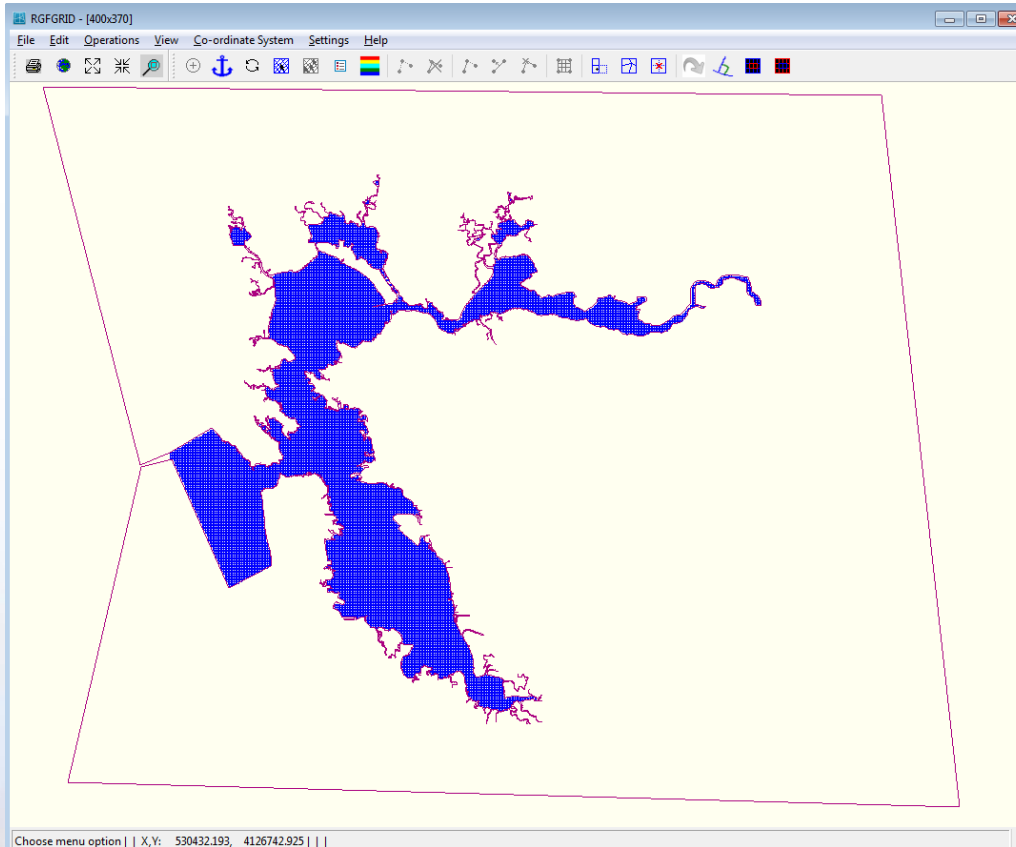 RGFGRID - [400x370]
File Edit Operations View Co-ordinate System Settings Help
Choose menu option | | X,Y: 530432.193, 4126742.925 | | |